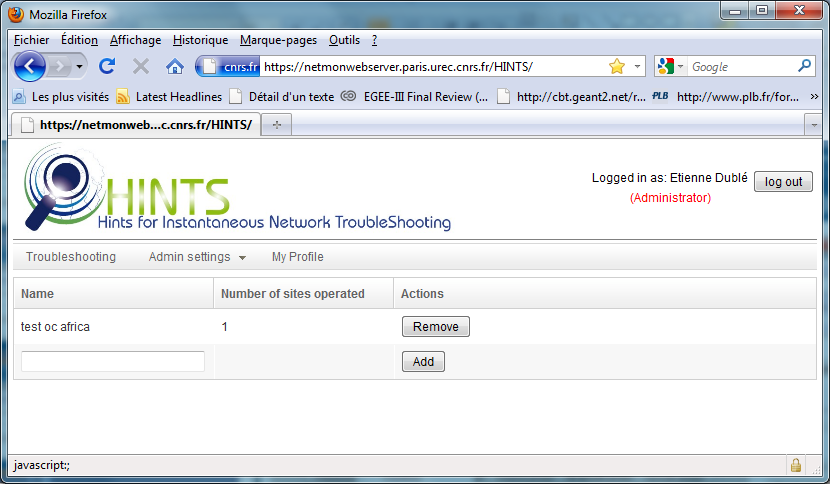 Mozilla Firefox
Fichier Édition Affichage Historique Marque-pages Outils ?
cnrs.fr https://netmonwebserver.paris.urec.cnrs.fr/HINTS/ Google
Les plus visités Latest Headlines Détail d'un texte EGEE-III Final Review (... http://cbt.geant2.net/r... PLB http://www.plb.fr/for... »
https://netmonweb...c.cnrs.fr/HINTS/
HINTS
Hints for Instantaneous Network TroubleShooting
Logged in as: Etienne Dublé
(Administrator)
log out
Troubleshooting Admin settings My Profile
Name Number of sites operated Actions
test oc africa 1 Remove
Add
javascript:;